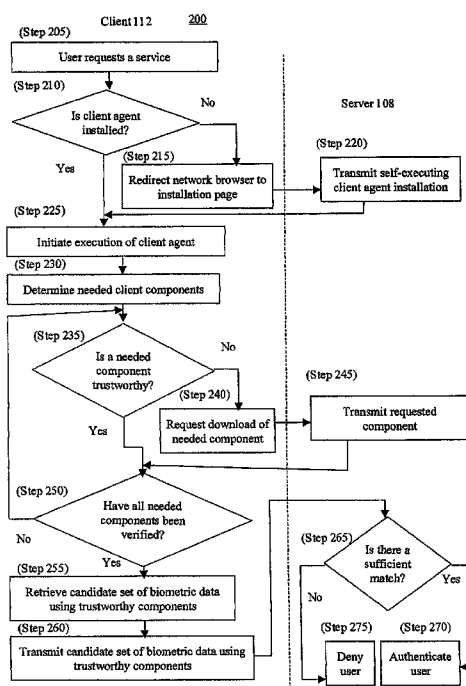 Client 112
200
(Step 205)
User requests a service
(Step 210)
Is client agent
installed?
No
Yes
Server 108
(Step 215)
Redirect network browser to
installation page
(Step 220)
Transmit self-executing
client agent installation
(Step 225)
Initiate execution of client agent
(Step 230)
Determine needed client components
(Step 235)
Is a needed
component
trustworthy?
No
Yes
(Step 240)
Request download of
needed component
(Step 245)
Transmit requested
component
(Step 250)
Have all needed
components been
verified?
No
Yes
(Step 255)
Retrieve candidate set of biometric data
using trustworthy components
(Step 260)
Transmit candidate set of biometric data using
trustworthy components
(Step 265)
Is there a
sufficient
match?
No
Yes
(Step 275)
Deny
user
(Step 270)
Authenticate
user